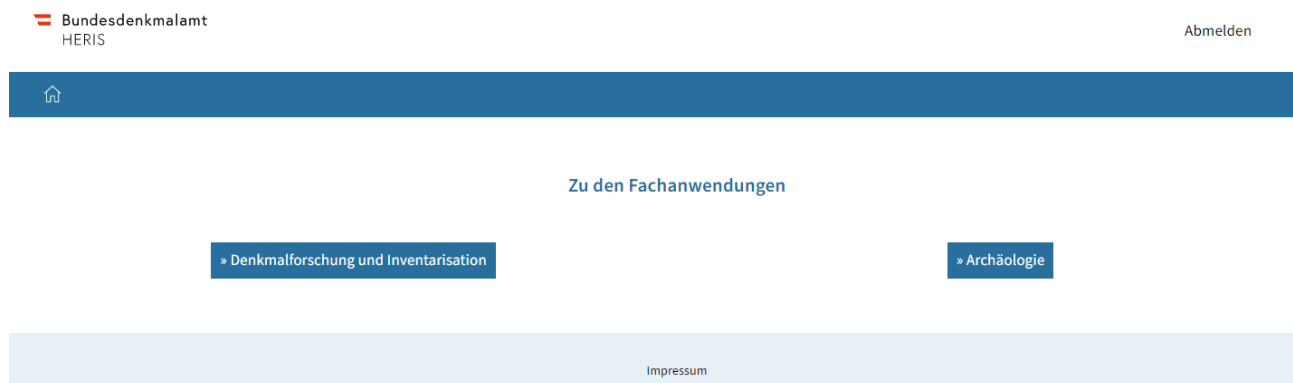 Bundesdenkmalamt
HERIS
Abmelden
Zu den Fachanwendungen
» Denkmalforschung und Inventarisation
» Archäologie
Impressum